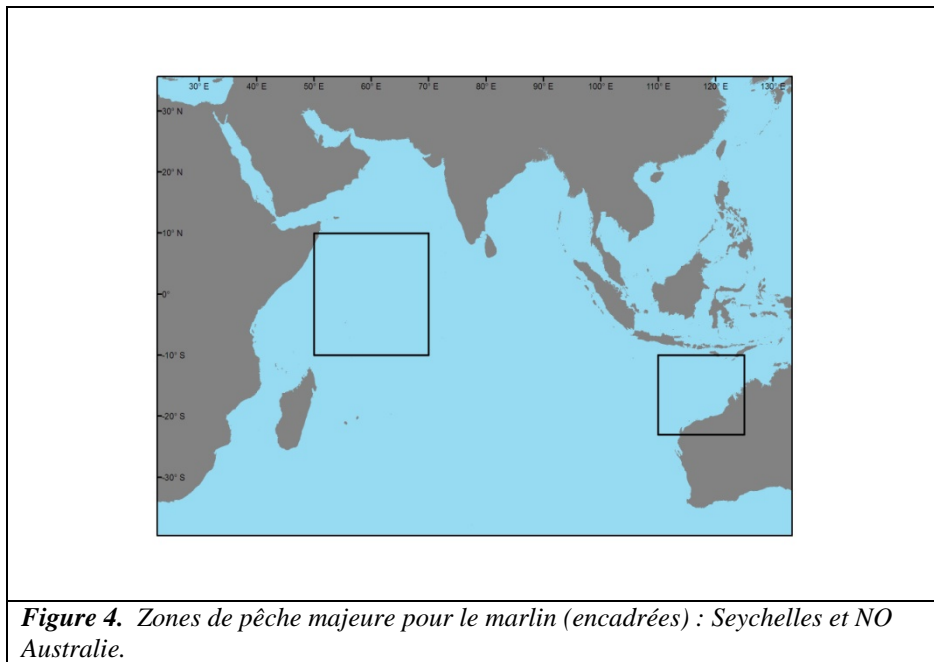 30° E 40° E 50° E 60° E 70° E 80° E 90° E 100° E 110° E 120° E 130° E
30° N
20° N
10° N
0°
10° S
20° S
30° S
Figure 4. Zones de pêche majeure pour le marlin (encadrées) : Seychelles et NO
Australie.